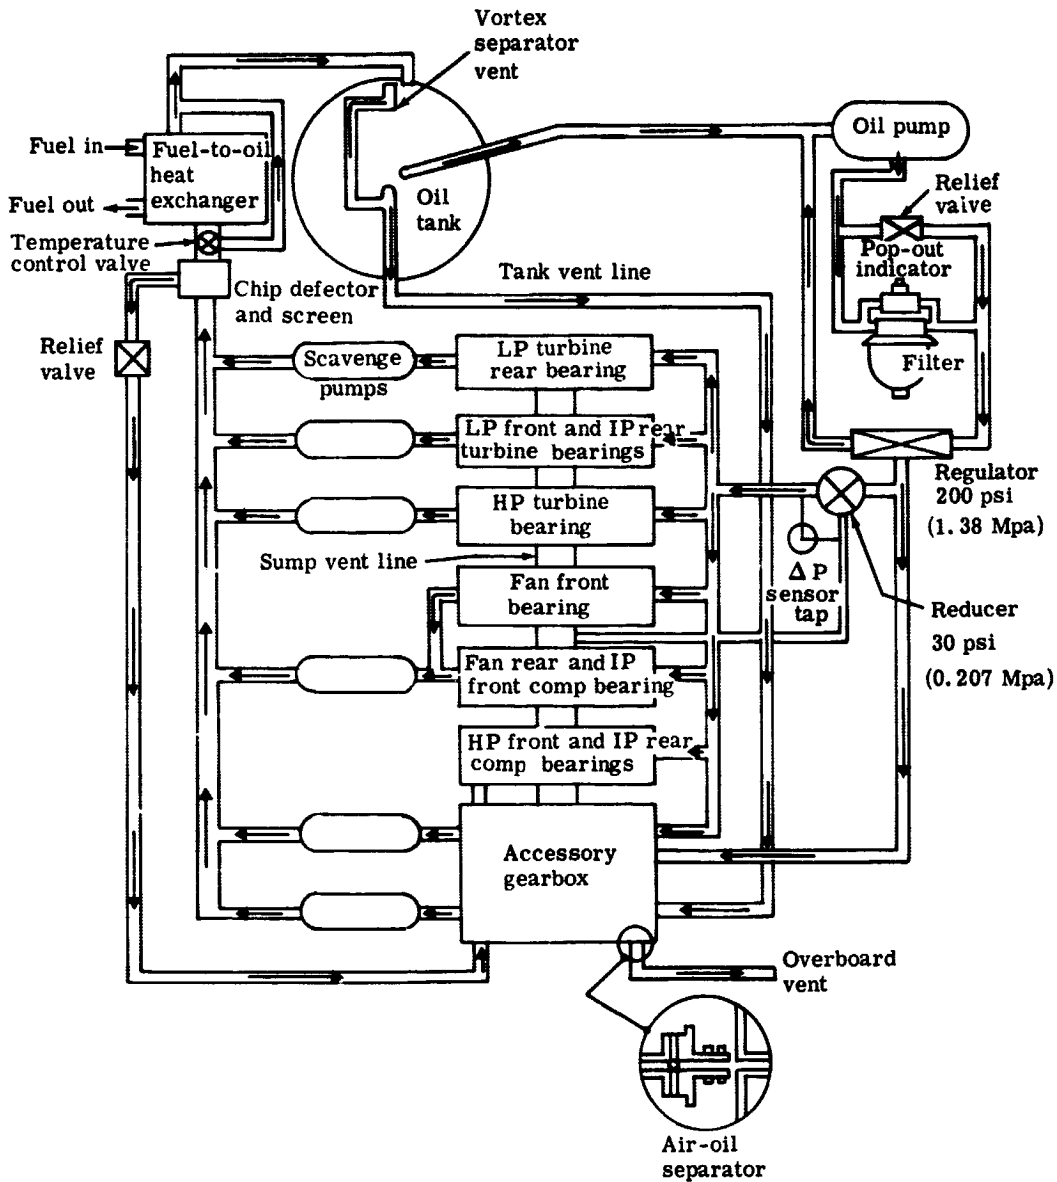 Vortex
separator
vent
Fuel in
Fuel-to-oil
heat
exchanger
Fuel out
Temperature
control valve
Oil
tank
Oil pump
Relief
valve
Pop-out
indicator
Filter
Tank vent line
Chip defector
and screen
Relief
valve
Scavenge
pumps
LP turbine
rear bearing
LP front and IP rear
turbine bearings
HP turbine
bearing
Sump vent line
Fan front
bearing
Fan rear and IP
front comp bearing
HP front and IP rear
comp bearings
Regulator
200 psi
(1.38 Mpa)
Δ P
sensor
tap
Reducer
30 psi
(0.207 Mpa)
Accessory
gearbox
Overboard
vent
Air-oil
separator